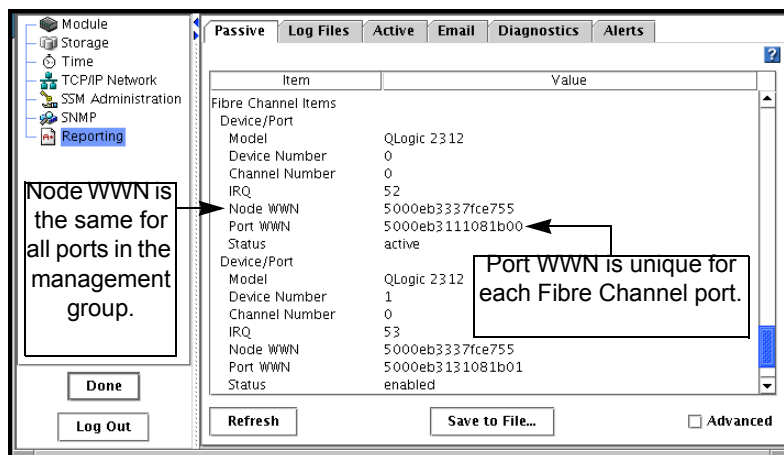 Module
Storage
Time
TCP/IP Network
SSM Administration
SNMP
Reporting
Node WWN is
the same for
all ports in the
management
group.
Done
Log Out
Passive Log Files Active Email Diagnostics Alerts
?
Item Value
Fibre Channel Items
Device/Port
Model QLogic 2312
Device Number 0
Channel Number 0
IRQ 52
Node WWN 5000eb3337fce755
Port WWN 5000eb3111081b00
Status active
Device/Port
Model QLogic 2312
Device Number 1
Channel Number 0
IRQ 53
Node WWN 5000eb3337fce755
Port WWN 5000eb3131081b01
Status enabled
Port WWN is unique for
each Fibre Channel port.
Refresh Save to File... Advanced